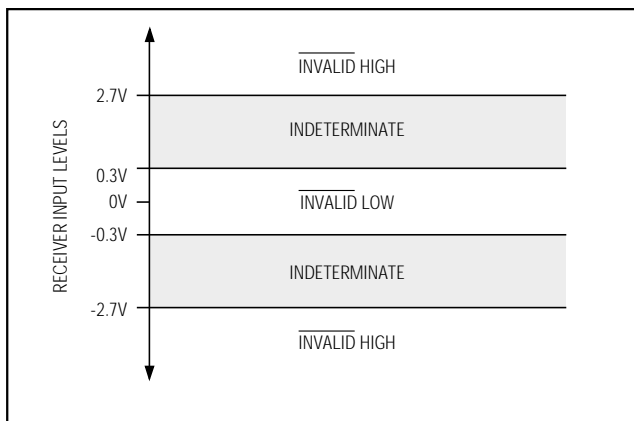 INVALID HIGH
2.7V
INDETERMINATE
0.3V
0V
INVALID LOW
-0.3V
INDETERMINATE
-2.7V
INVALID HIGH
RECEIVER INPUT LEVELS